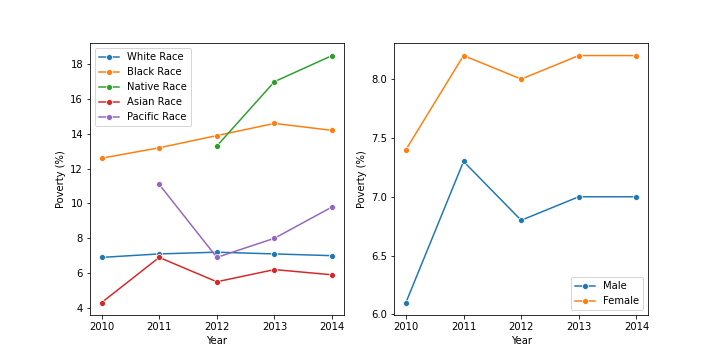 White Race
Black Race
Native Race
Asian Race
Pacific Race
18
16
14
12
10
8
6
4
Poverty (%)
2010 2011 2012 2013 2014
Year
8.0
7.5
7.0
6.5
6.0
Poverty (%)
Male
Female
2010 2011 2012 2013 2014
Year